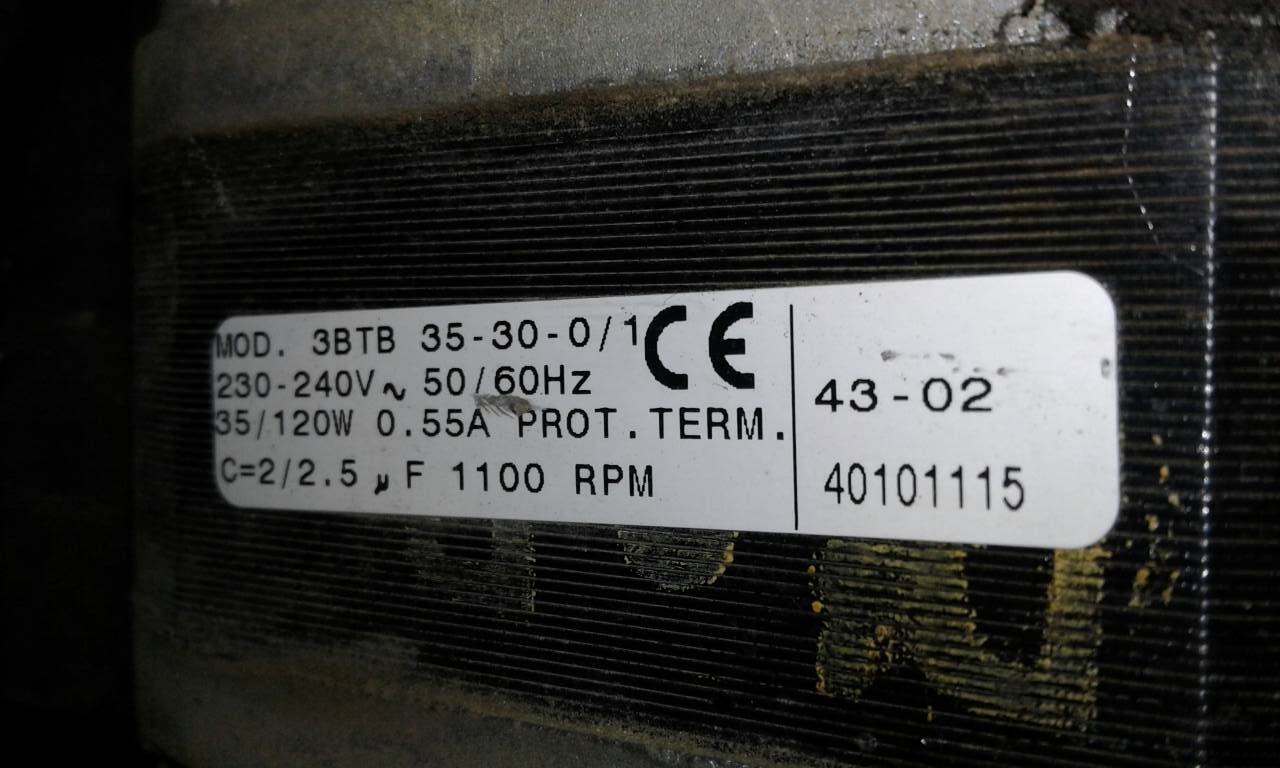 MOD. 3BTB 35-30-0/1 CE
230-240V~ 50/60Hz
35/120W 0.55A PROT.TERM.
C=2/2.5 µF 1100 RPM
43-02
40101115